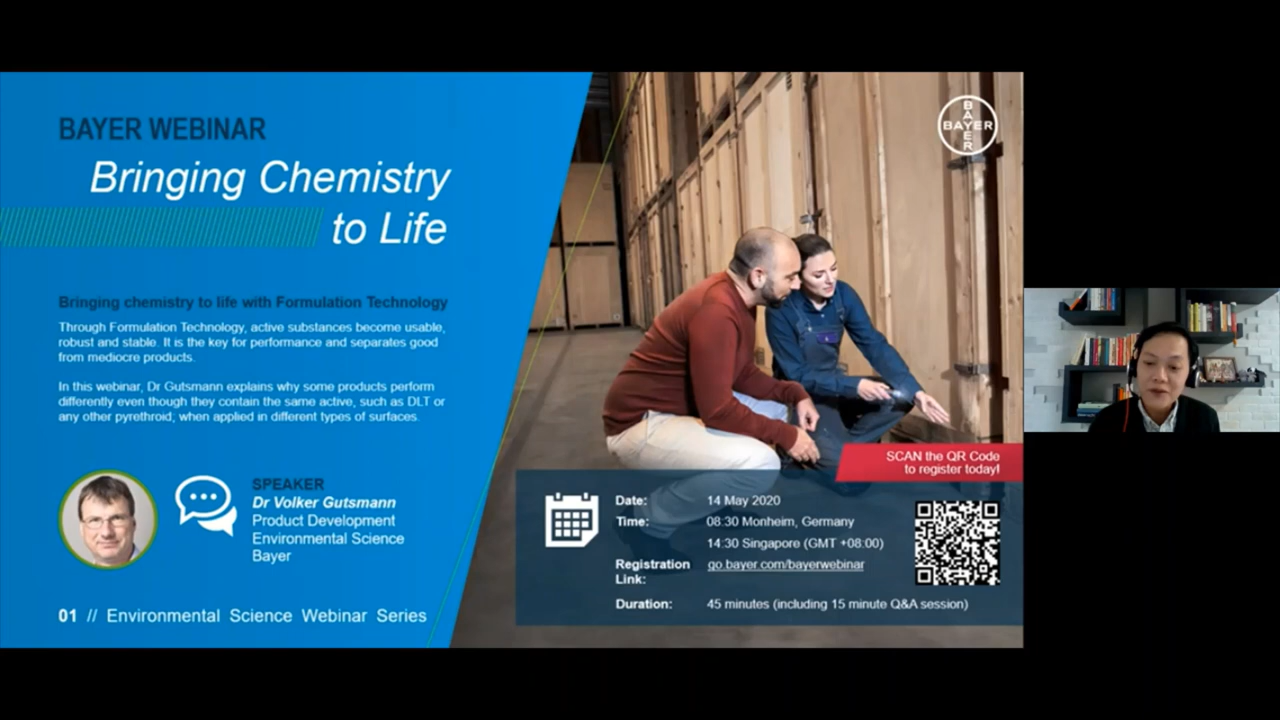 BAYER WEBINAR
Bringing Chemistry
to Life
Bringing chemistry to life with Formulation Technology
Through Formulation Technology, active substances become usable,
robust and stable. It is the key for performance and separates good
from mediocre products.
In this webinar, Dr Gutsmann explains why some products perform
differently even though they contain the same active, such as DLT or
any other pyrethroid, when applied in different types of surfaces.
SPEAKER
Dr Volker Gutsmann
Product Development
Environmental Science
Bayer
01 // Environmental Science Webinar Series
BAYER
BAYER
SCAN the QR Code
to register today!
Date: 14 May 2020
Time: 08:30 Monheim, Germany
14:30 Singapore (GMT +08:00)
Registration go.bayer.com/bayerwebinar
Link:
Duration: 45 minutes (including 15 minute Q&A session)